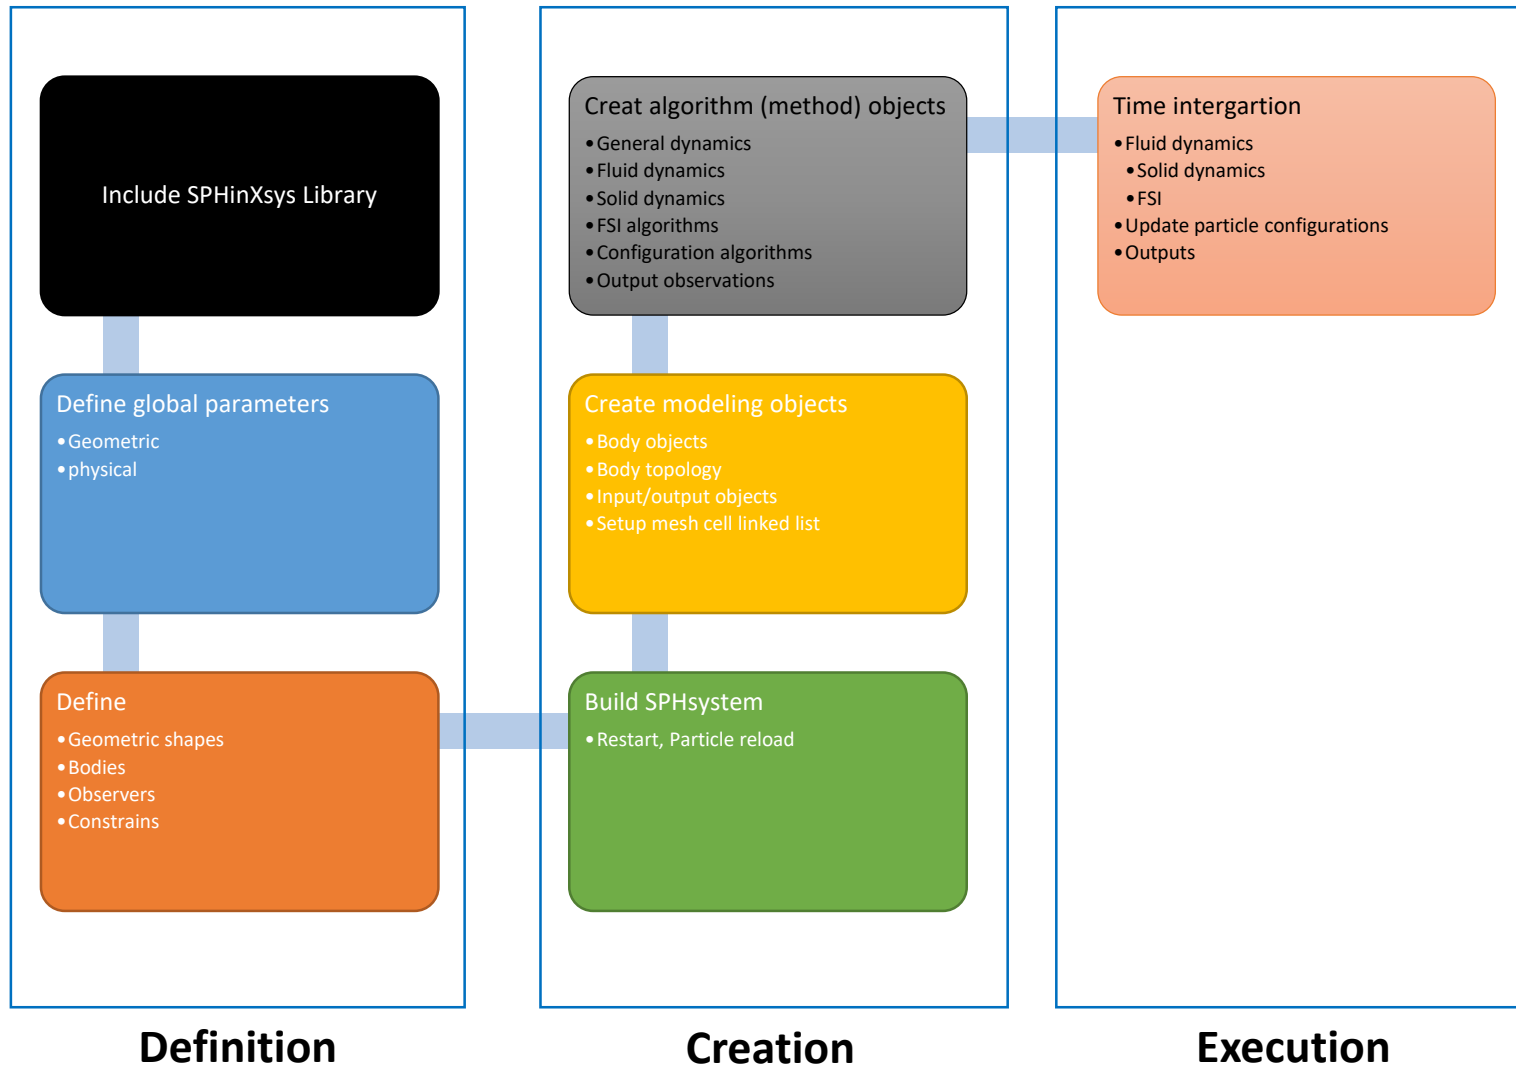 Include SPHinXsys Library
Define global parameters
•Geometric
•physical
Define
•Geometric shapes
•Bodies
•Observers
•Constrains
Definition
Creat algorithm (method) objects
•General dynamics
•Fluid dynamics
•Solid dynamics
•FSI algorithms
•Configuration algorithms
•Output observations
Create modeling objects
•Body objects
•Body topology
•Input/output objects
•Setup mesh cell linked list
Build SPHsystem
•Restart, Particle reload
Creation
Time intergartion
•Fluid dynamics
•Solid dynamics
•FSI
•Update particle configurations
•Outputs
Execution